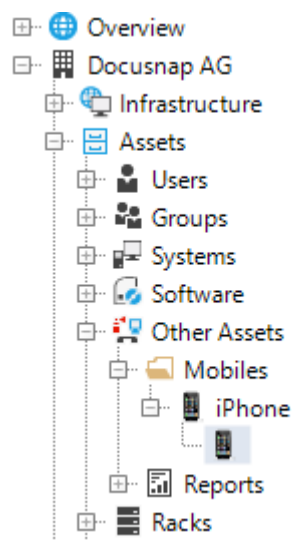 Overview
Docusnap AG
Infrastructure
Assets
Users
Groups
Systems
Software
Other Assets
Mobiles
iPhone
Reports
Racks